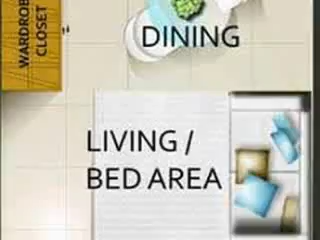 WARDROBE
CLOSET
DINING
LIVING /
BED AREA